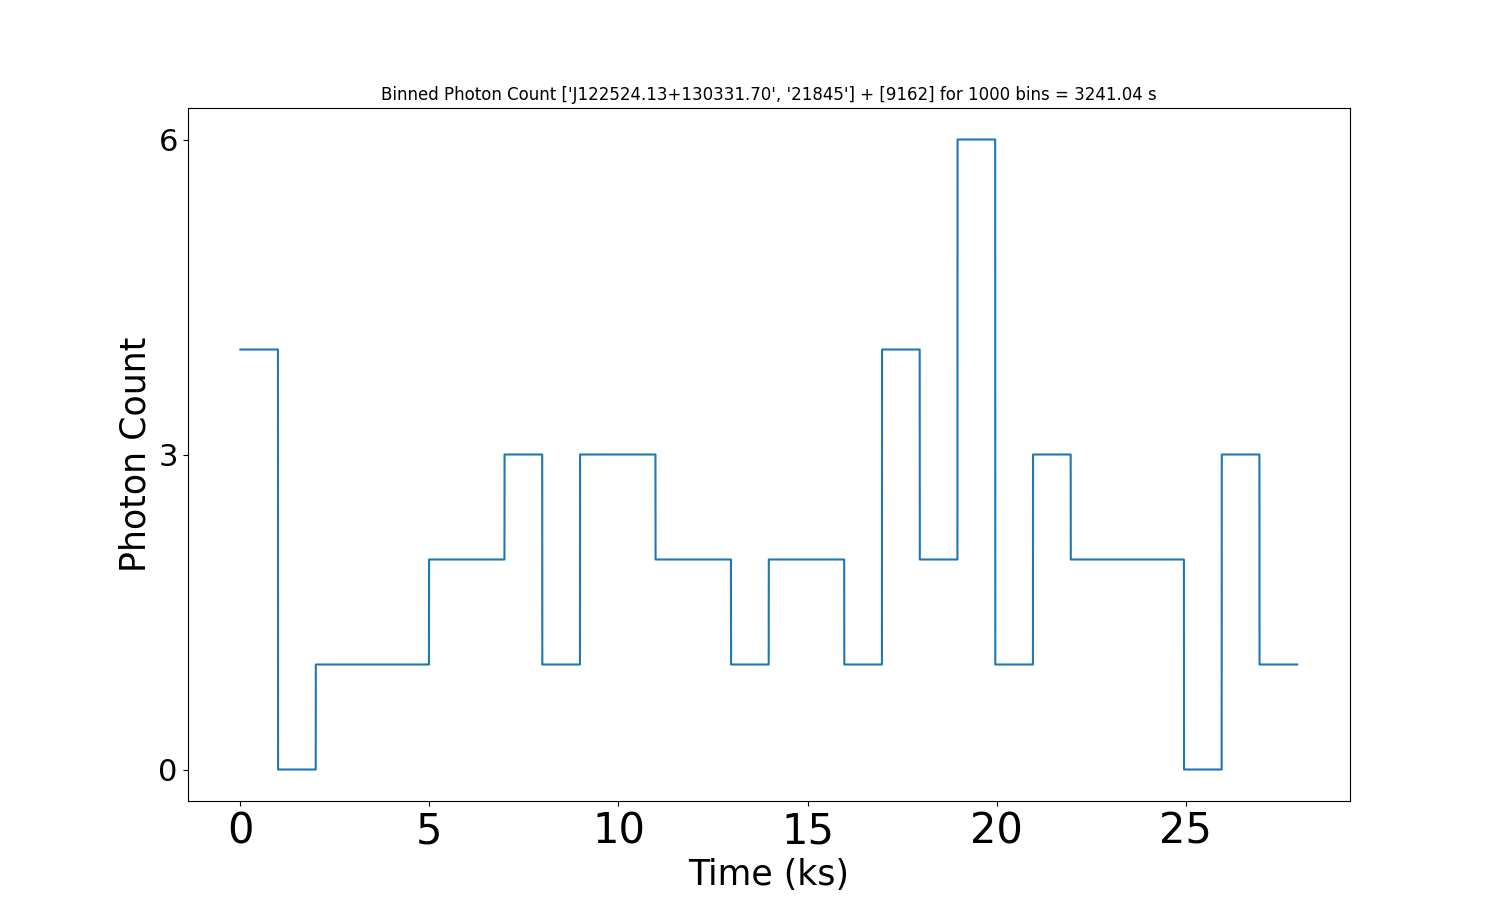 Binned Photon Count ['J122524.13+130331.70', '21845'] + [9162] for 1000 bins = 3241.04 s
6
3
0
Photon Count
0 5 10 15 20 25
Time (ks)